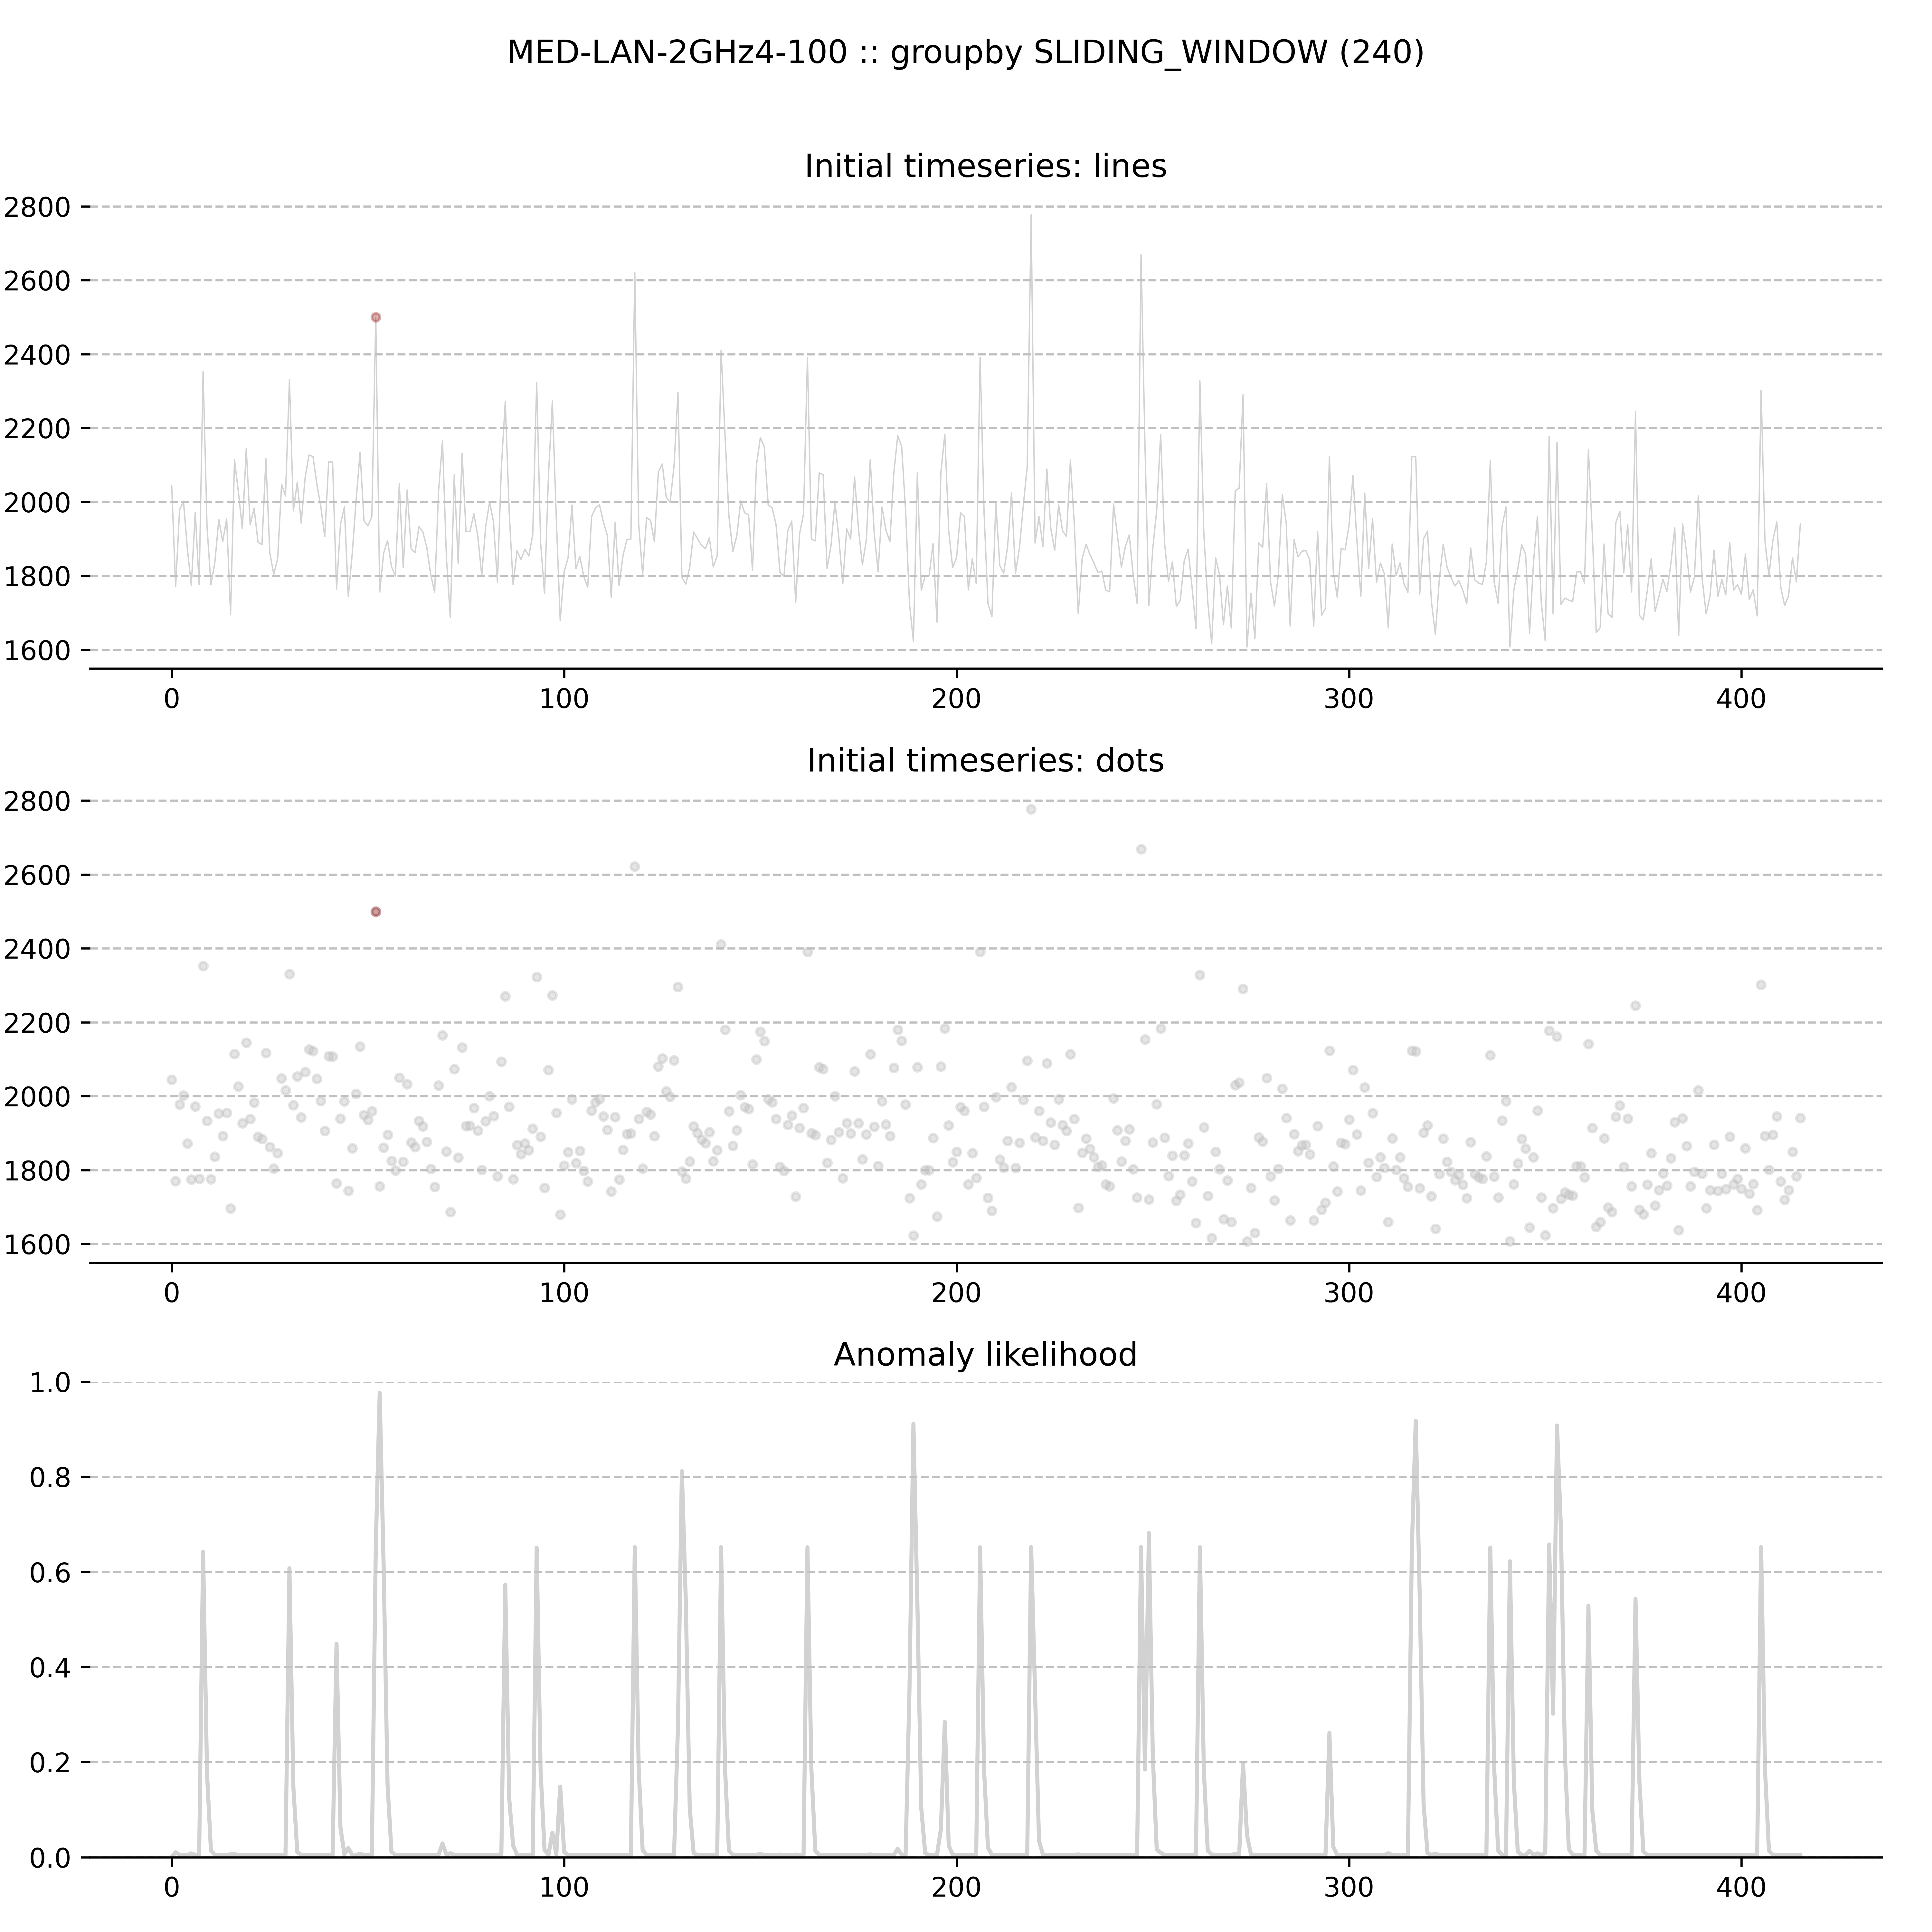 MED-LAN-2GHz4-100 :: groupby SLIDING_WINDOW (240)
Initial timeseries: lines
2800
2600
2400
2200
2000
1800
1600
0 100 200 300 400
Initial timeseries: dots
2800
2600
2400
2200
2000
1800
1600
0 100 200 300 400
Anomaly likelihood
1.0
0.8
0.6
0.4
0.2
0.0
0 100 200 300 400